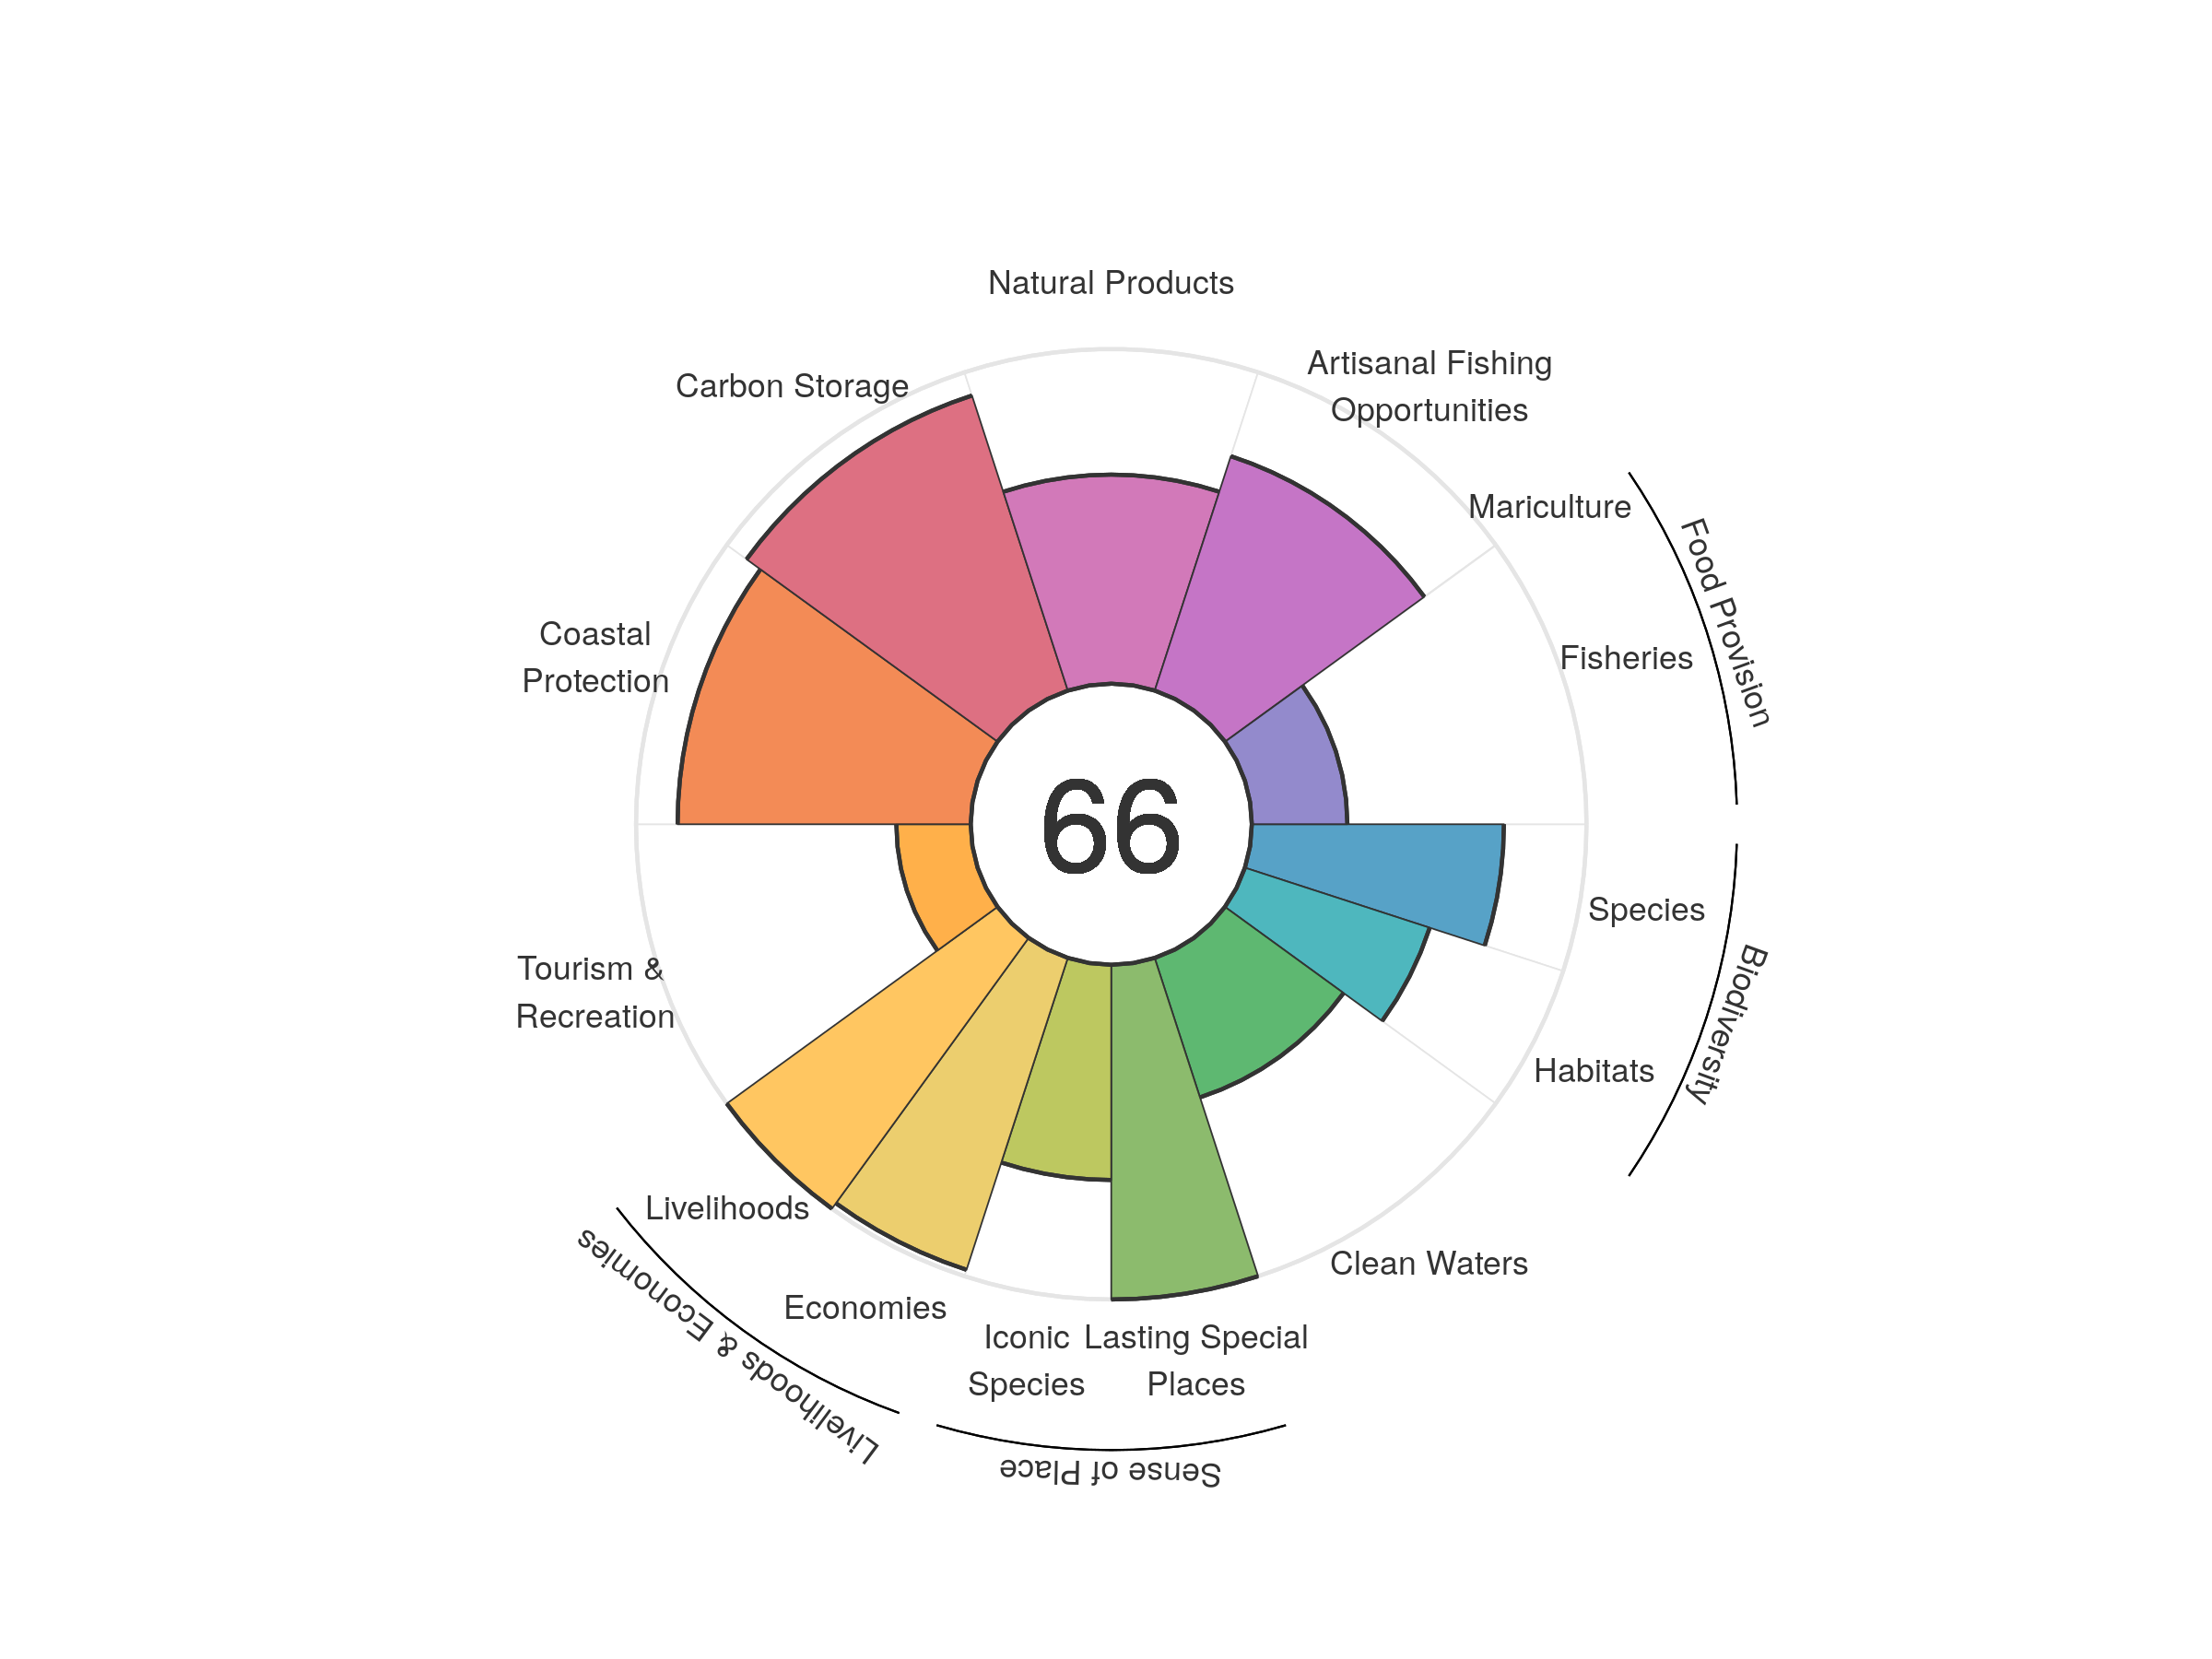 Natural Products
Artisanal Fishing
Opportunities
Carbon Storage
Mariculture
Food Provision
Fisheries
Coastal
Protection
66
Species
Biodiversity
Tourism &
Recreation
Habitats
Livelihoods
Clean Waters
Livelihoods & Economies
Economies
Iconic
Species
Lasting Special
Places
Sense of Place